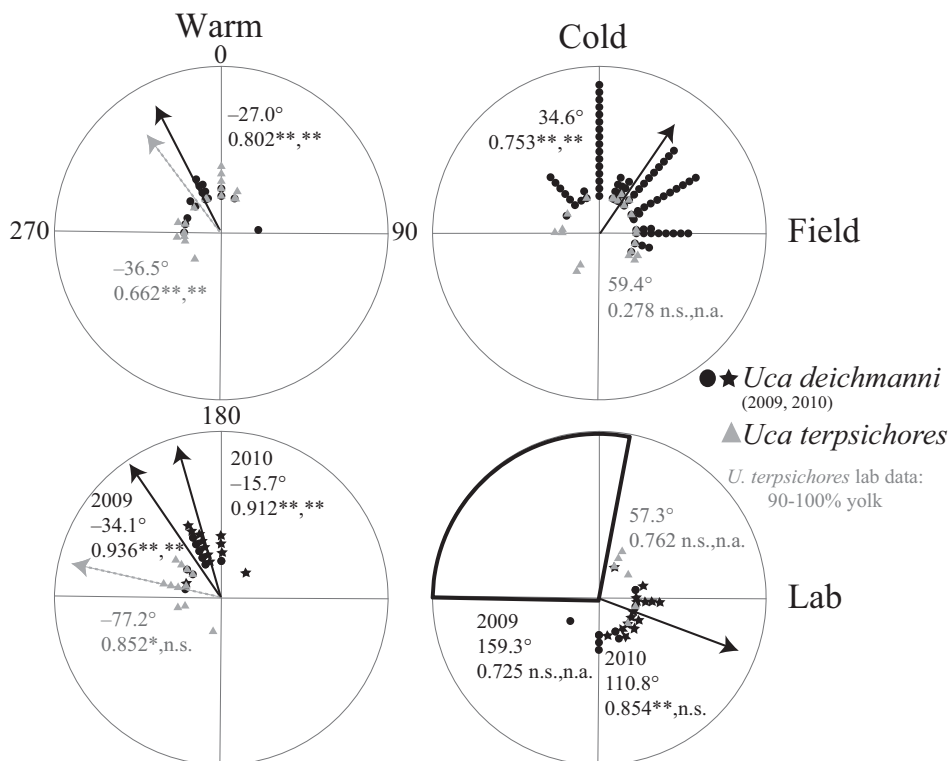 Warm
Cold
0
–27.0°
0.802**,**
34.6°
0.753**,**
270
90
Field
–36.5°
0.662**,**
59.4°
0.278 n.s.,n.a.
Uca deichmanni
(2009, 2010)
180
Uca terpsichores
U. terpsichores lab data:
90-100% yolk
2010
–15.7°
0.912**,**
2009
–34.1°
0.936**,**
57.3°
0.762 n.s.,n.a.
Lab
–77.2°
0.852*,n.s.
2009
159.3°
0.725 n.s.,n.a.
2010
110.8°
0.854**,n.s.